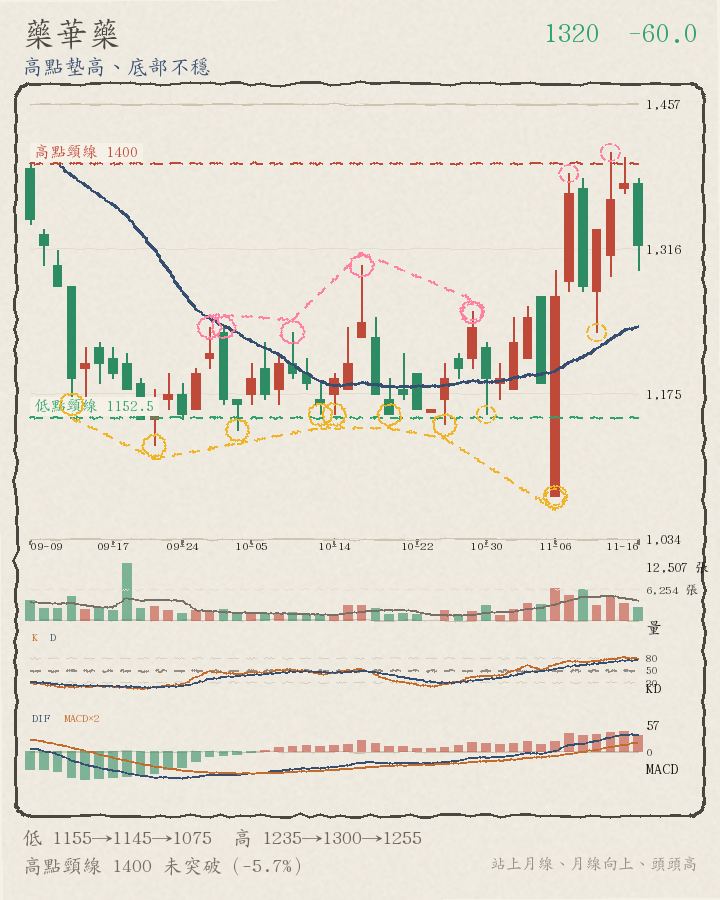 藥華藥
1320 -60.0
高點墊高、底部不穩
1,457
高點頸線 1400
1,316
1,175
低點頸線 1152.5
1,034
09-09 09-17 09-24 10-05 10-14 10-22 10-30 11-06 11-16
12,507 張
6,254 張
量
K D
80
50
20
KD
DIF MACD×2
57
0
MACD
低 1155→1145→1075 高 1235→1300→1255
高點頸線 1400 未突破 (-5.7%)
站上月線、月線向上、頭頭高